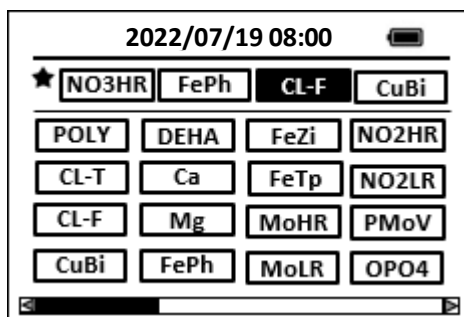 2022/07/19 08:00
NO3HR FePh CL-F CuBi
POLY DEHA FeZi NO2HR
CL-T Ca FeTp NO2LR
CL-F Mg MoHR PMoV
CuBi FePh MoLR OPO4